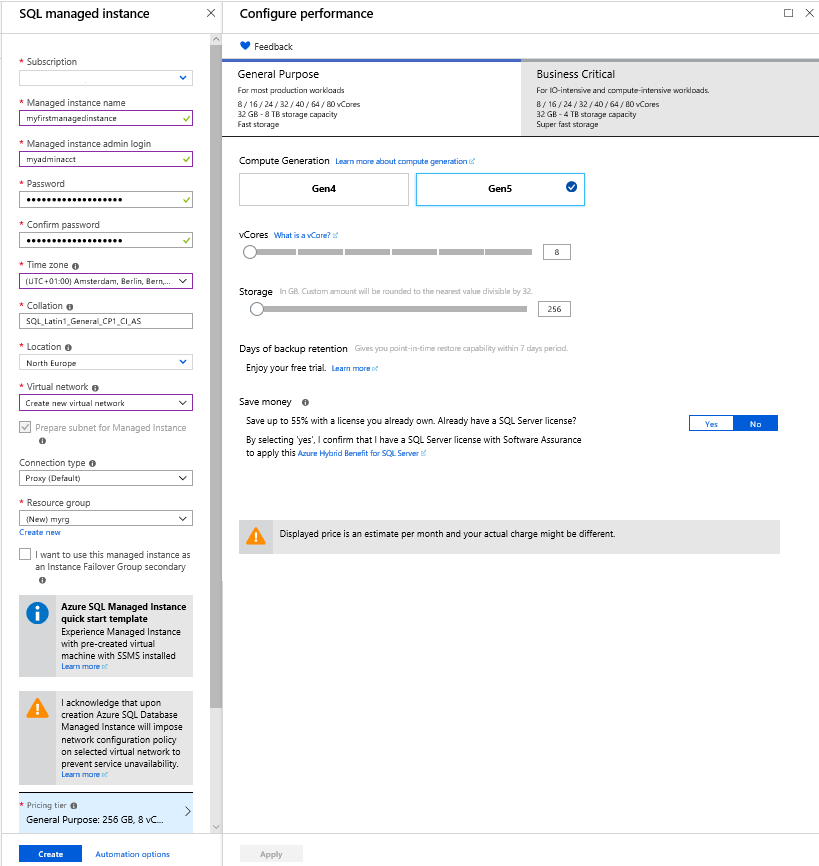 SQL managed instance
* Subscription
* Managed instance name
myfirstmanagedinstance
* Managed instance admin login
myadminacct
* Password
•••••••••••••••••••
* Confirm password
•••••••••••••••••••
* Time zone
(UTC+01:00) Amsterdam, Berlin, Bern,...
* Collation
SQL_Latin1_General_CP1_CI_AS
* Location
North Europe
* Virtual network
Create new virtual network
Prepare subnet for Managed Instance
Connection type
Proxy (Default)
* Resource group
(New) myrg
Create new
I want to use this managed instance as
an Instance Failover Group secondary
Azure SQL Managed Instance
quick start template
Experience Managed Instance
with pre-created virtual
machine with SSMS installed
Learn more
I acknowledge that upon
creation Azure SQL Database
Managed Instance will impose
network configuration policy
on selected virtual network to
prevent service unavailability.
Learn more
* Pricing tier
General Purpose: 256 GB, 8 vC...
Create
Automation options
Configure performance
Feedback
General Purpose
For most production workloads
8 / 16 / 24 / 32 / 40 / 64 / 80 vCores
32 GB - 8 TB storage capacity
Fast storage
Business Critical
For IO-intensive and compute-intensive workloads.
8 / 16 / 24 / 32 / 40 / 64 / 80 vCores
32 GB - 4 TB storage capacity
Super fast storage
Compute Generation Learn more about compute generation
Gen4
Gen5
vCores What is a vCore?
8
Storage In GB. Custom amount will be rounded to the nearest value divisible by 32.
256
Days of backup retention Gives you point-in-time restore capability within 7 days period.
Enjoy your free trial. Learn more
Save money
Save up to 55% with a license you already own. Already have a SQL Server license?
Yes No
By selecting 'yes', I confirm that I have a SQL Server license with Software Assurance
to apply this Azure Hybrid Benefit for SQL Server
Displayed price is an estimate per month and your actual charge might be different.
Apply